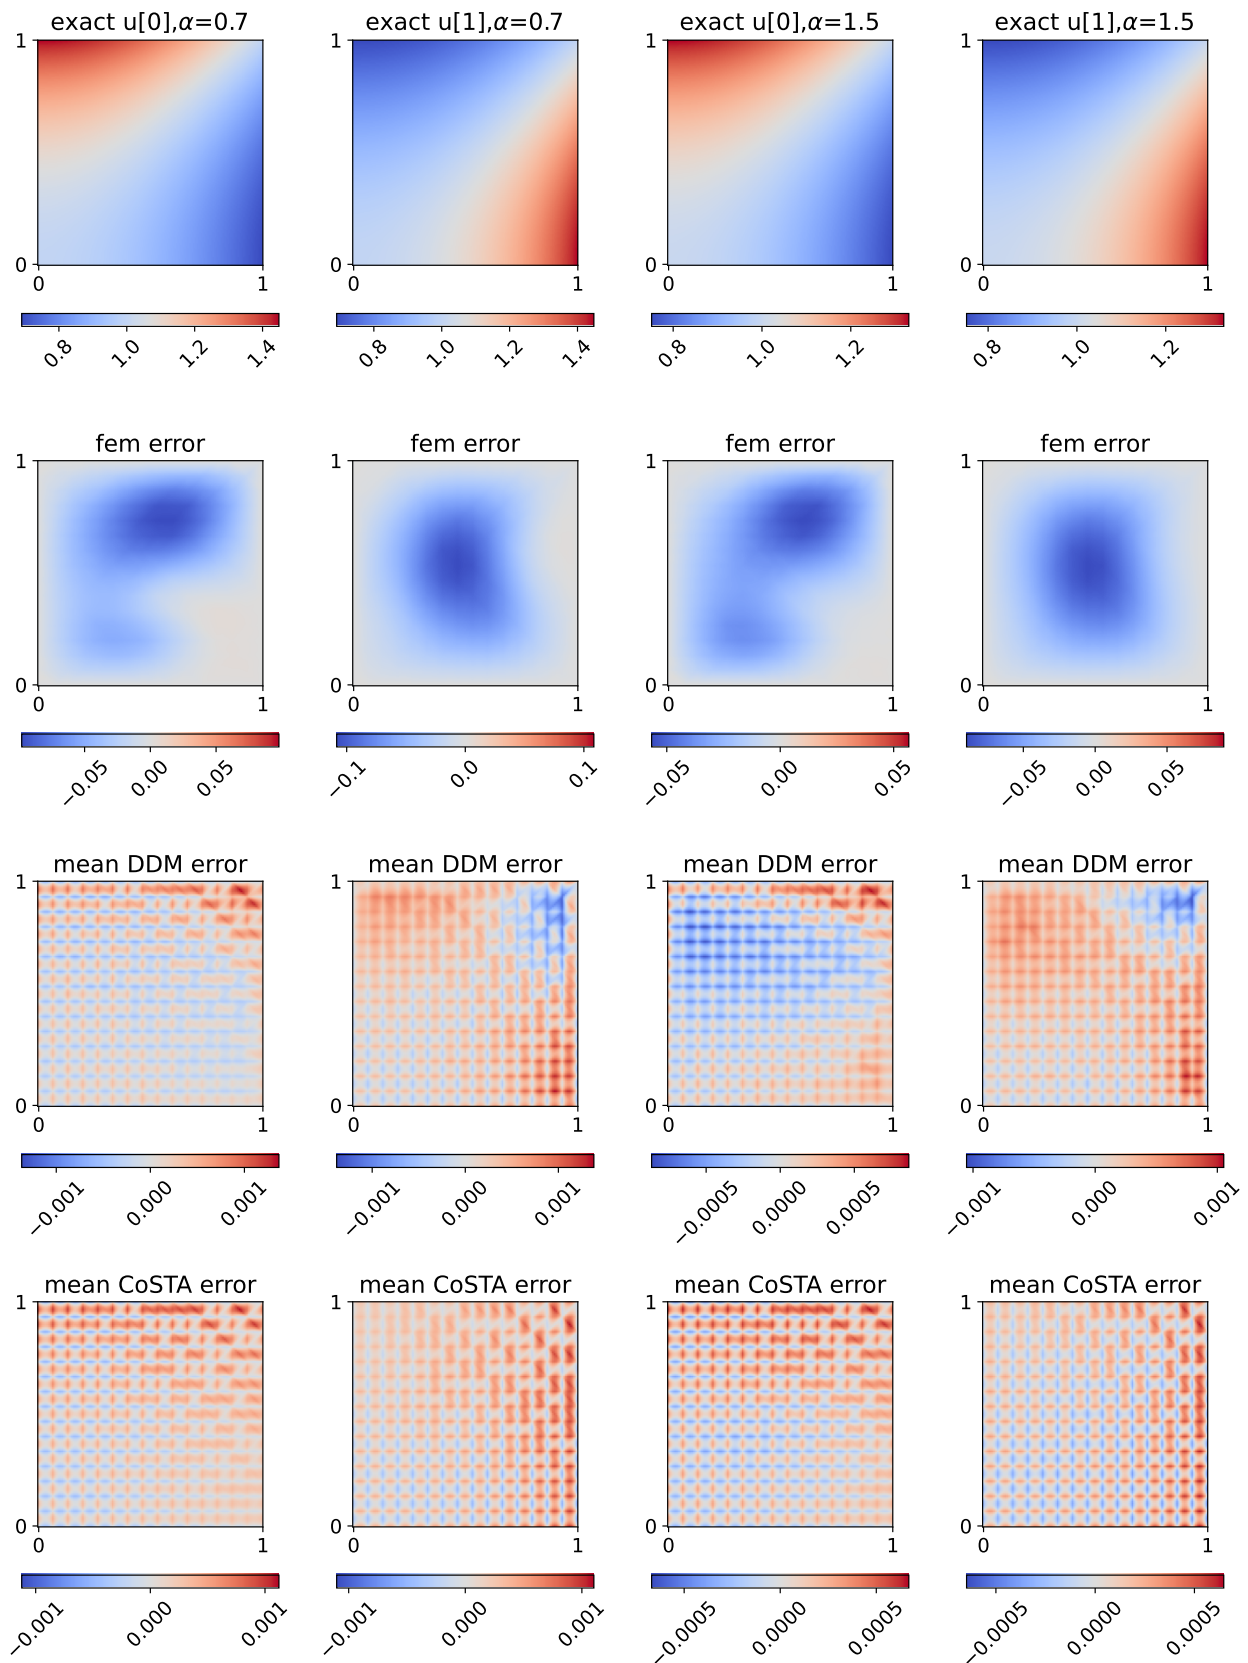 exact u[0],α=0.7 exact u[1],α=0.7 exact u[0],α=1.5 exact u[1],α=1.5
1 1 1 1
0 0 0 0
0 1 0 1 0 1 0 1
0.8 1.0 1.2 1.4 0.8 1.0 1.2 1.4 0.8 1.0 1.2 0.8 1.0 1.2
fem error fem error fem error fem error
1 1 1 1
0 0 0 0
0 1 0 1 0 1 0 1
−0.05 0.00 0.05 −0.1 0.0 0.1 −0.05 0.00 0.05 −0.05 0.00 0.05
mean DDM error mean DDM error mean DDM error mean DDM error
1 1 1 1
0 0 0 0
0 1 0 1 0 1 0 1
−0.001 0.000 0.001 −0.001 0.000 0.001 −0.0005 0.0000 0.0005 −0.001 0.000 0.001
mean CoSTA error mean CoSTA error mean CoSTA error mean CoSTA error
1 1 1 1
0 0 0 0
0 1 0 1 0 1 0 1
−0.001 0.000 0.001 −0.001 0.000 0.001 −0.0005 0.0000 0.0005 −0.0005 0.0000 0.0005